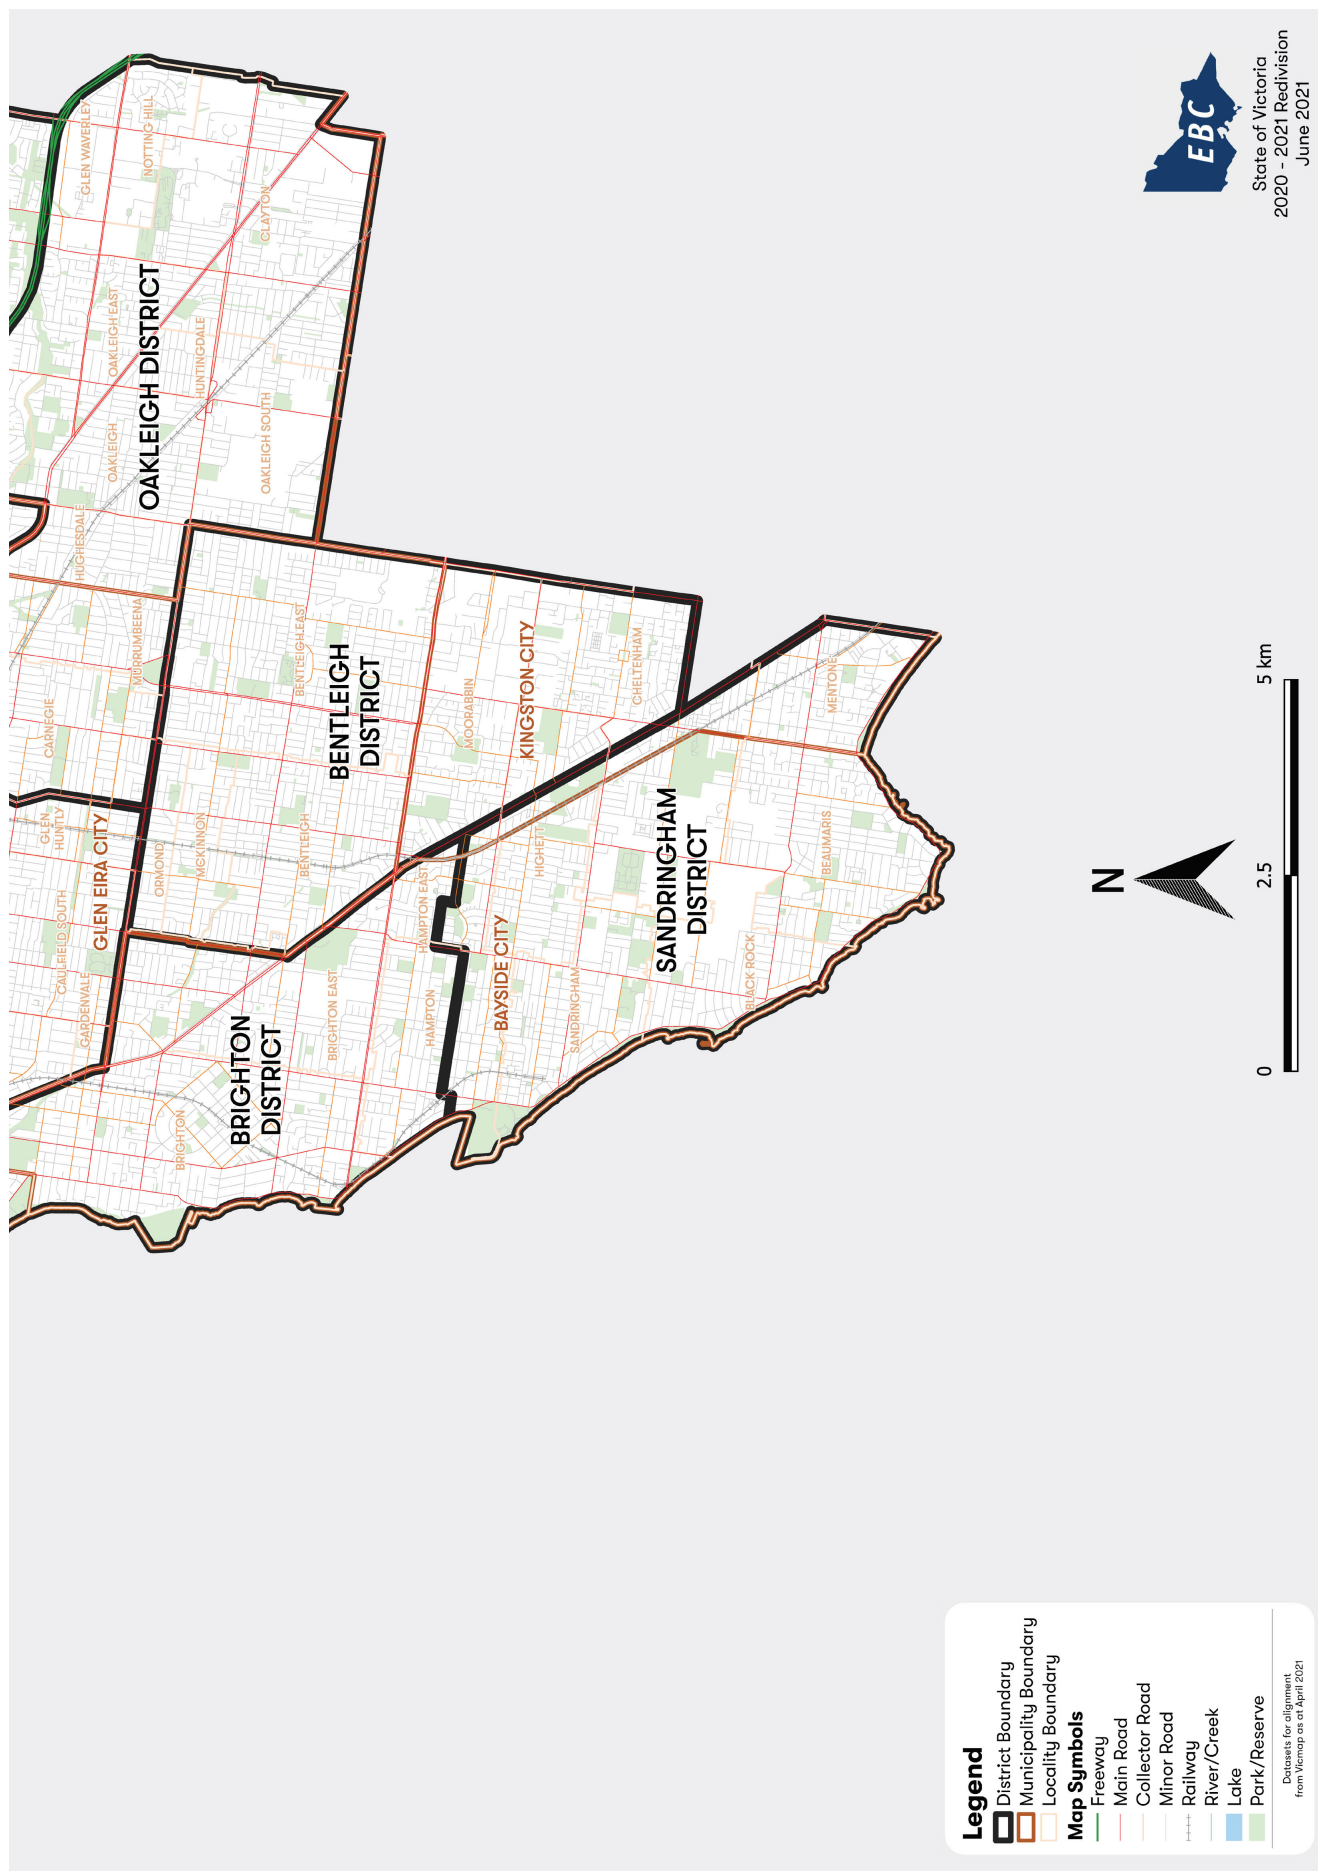 GLEN WAVERLEY
NOTTING HILL
CLAYTON
OAKLEIGH EAST
OAKLEIGH DISTRICT
HUNTINGDALE
OAKLEIGH
OAKLEIGH SOUTH
HUGHESDALE
MURRUMBEENA
CARNEGIE
BENTLEIGH EAST
BENTLEIGH
DISTRICT
MOORABBIN
KINGSTON CITY
CHELTENHAM
MENTONE
GLEN
HUNTLY
GLEN EIRA CITY
ORMOND
MCKINNON
BENTLEIGH
CAULFIELD SOUTH
GARDENVALE
HAMPTON EAST
HIGHETT
BAYSIDE CITY
SANDRINGHAM
DISTRICT
BEAUMARIS
BLACK ROCK
SANDRINGHAM
HAMPTON
BRIGHTON EAST
BRIGHTON
DISTRICT
BRIGHTON
EBC
State of Victoria
2020 - 2021 Redivision
June 2021
N
0 2.5 5 km
Legend
District Boundary
Municipality Boundary
Locality Boundary
Map Symbols
Freeway
Main Road
Collector Road
Minor Road
Railway
River/Creek
Lake
Park/Reserve
Datasets for alignment
from Vicmap as at April 2021